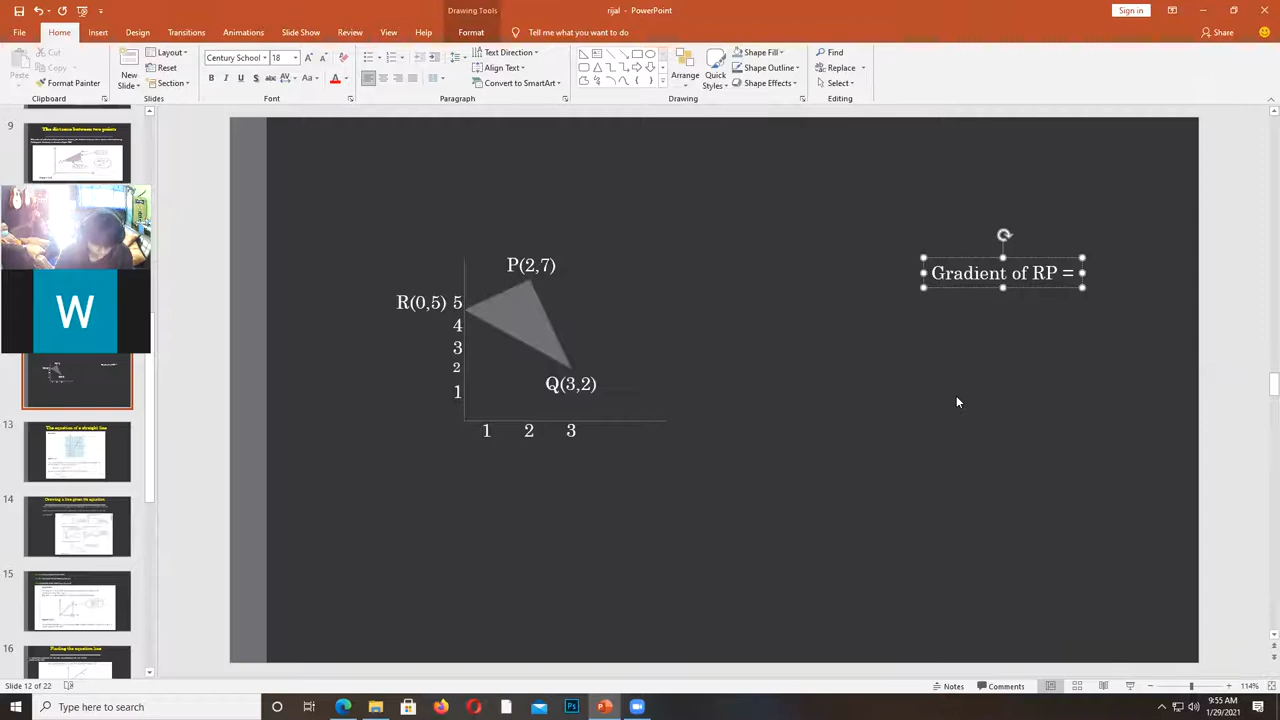 Drawing Tools
rijal - PowerPoint
Sign in
File
Home
Insert
Design
Transitions
Animations
Slide Show
Review
View
Help
Format
Tell me what you want to do
Share
Paste
Cut
Copy
Format Painter
Clipboard
New
Slide
Layout
Reset
Section
Slides
Century School
18
B I U S abc AV Aa A
Font
Text Direction
Align Text
Convert to SmartArt
Paragraph
Arrange
Quick
Styles
Shape Fill
Shape Outline
Shape Effects
Drawing
Find
Replace
Select
Editing
9
The distance between two points
W
13
The equation of a straight line
14
Drawing a line given its equation
15
16
Finding the equation line
P(2,7)
R(0,5) 5
4
3
2
1
Q(3,2)
1 2 3
Gradient of RP =
Slide 12 of 22
Notes
Comments
114%
Type here to search
Ps
9:55 AM
1/29/2021